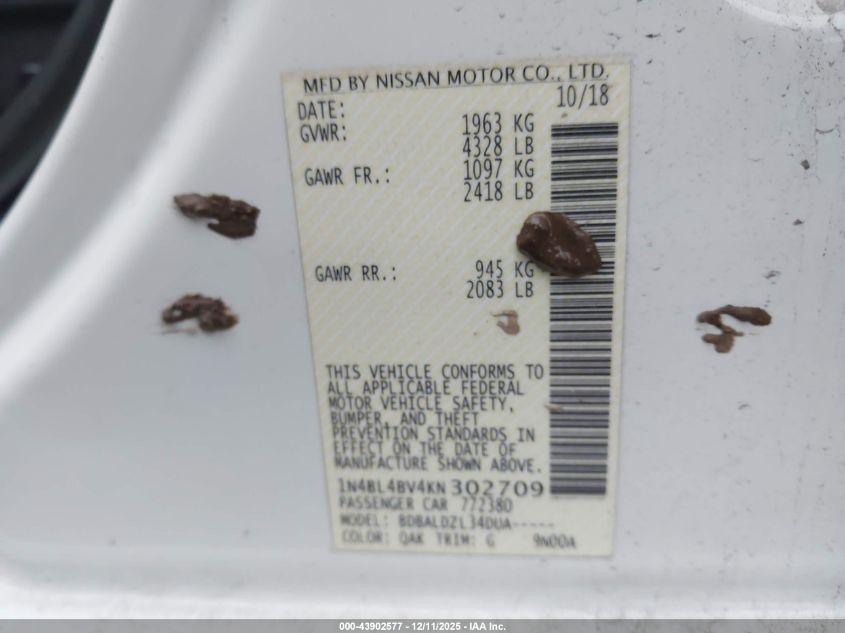 MFD BY NISSAN MOTOR CO., LTD.
DATE: 10/18
GVWR: 1963 KG
4328 LB
GAWR FR.: 1097 KG
2418 LB
GAWR RR.: 945 KG
2083 LB
THIS VEHICLE CONFORMS TO
ALL APPLICABLE FEDERAL
MOTOR VEHICLE SAFETY,
BUMPER, AND THEFT
PREVENTION STANDARDS IN
EFFECT ON THE DATE OF
MANUFACTURE SHOWN ABOVE.
1N4BL4BV4KN302709
PASSENGER CAR 772380
MODEL: BDBALDZL34DUA-----
COLOR: QAK TRIM: G 9N00A
000-43902577 - 12/11/2025 - IAA Inc.